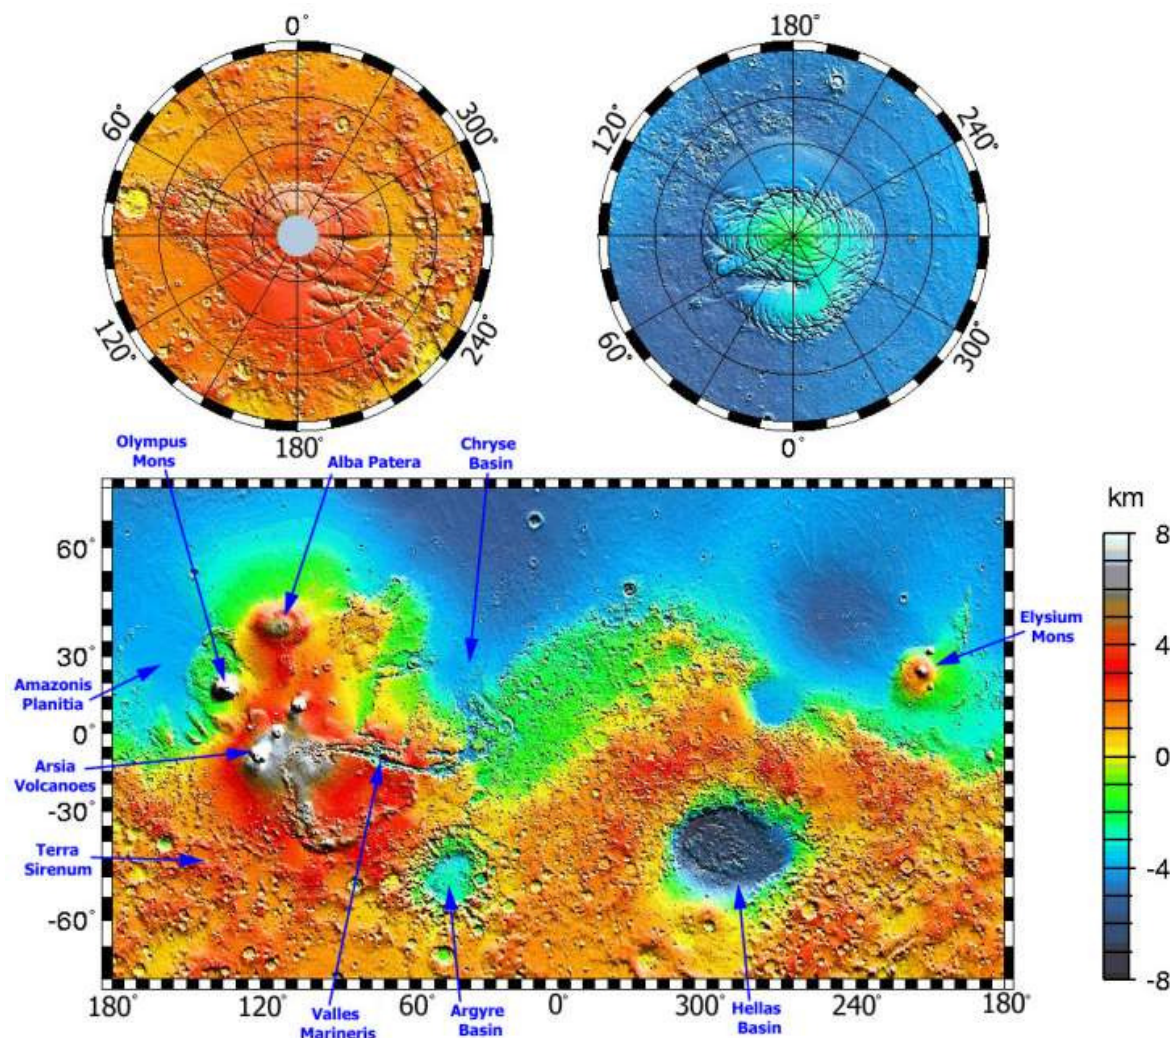 0°
60°
300°
120°
240°
180°
180°
120°
240°
60°
300°
0°
Olympus
Mons
Alba Patera
Chryse
Basin
km
8
4
0
-4
-8
60°
30°
0°
-30°
-60°
Amazonis
Planitia
Arsia
Volcanoes
Terra
Sirenum
Elysium
Mons
180°
120°
60°
0°
300°
240°
180°
Valles
Marineris
Argyre
Basin
Hellas
Basin